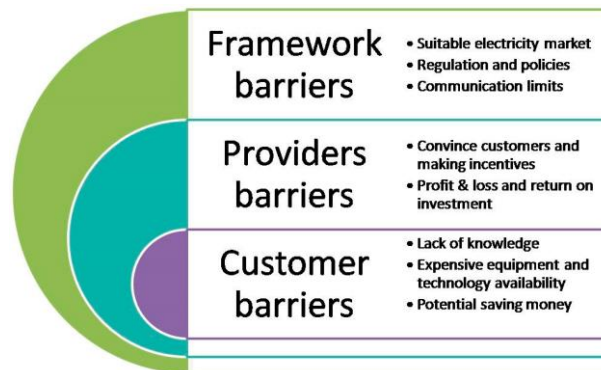 Framework
barriers
• Suitable electricity market
• Regulation and policies
• Communication limits
Providers
barriers
• Convince customers and
making incentives
• Profit & loss and return on
investment
Customer
barriers
• Lack of knowledge
• Expensive equipment and
technology availability
• Potential saving money